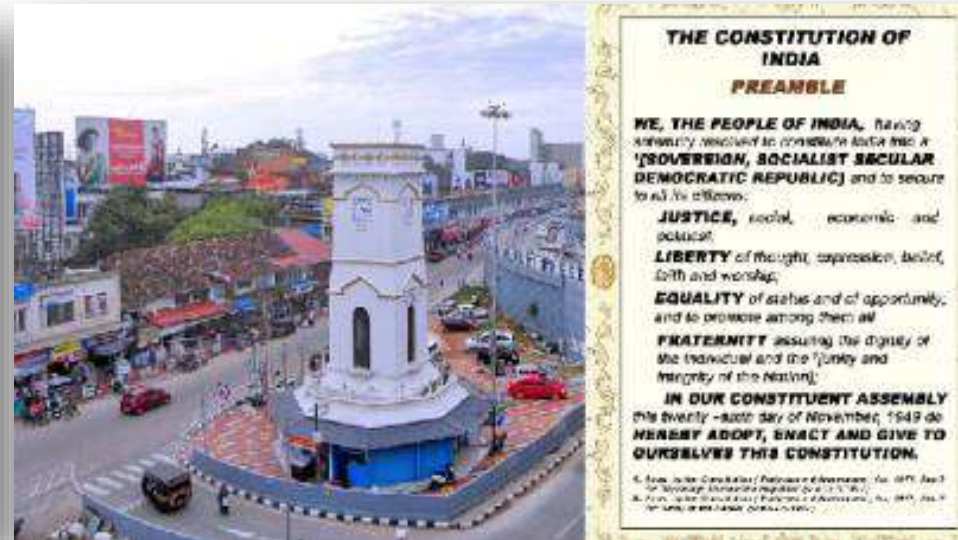 THE CONSTITUTION OF
INDIA
PREAMBLE
WE, THE PEOPLE OF INDIA, having
solemnly resolved to constitute India into a
¹[SOVEREIGN, SOCIALIST SECULAR
DEMOCRATIC REPUBLIC] and to secure
to all its citizens:
JUSTICE, social, economic and
political;
LIBERTY of thought, expression, belief,
faith and worship;
EQUALITY of status and of opportunity;
and to promote among them all
FRATERNITY assuring the dignity of
the individual and the ²[unity and
integrity of the Nation];
IN OUR CONSTITUENT ASSEMBLY
this twenty-sixth day of November, 1949 do
HEREBY ADOPT, ENACT AND GIVE TO
OURSELVES THIS CONSTITUTION.